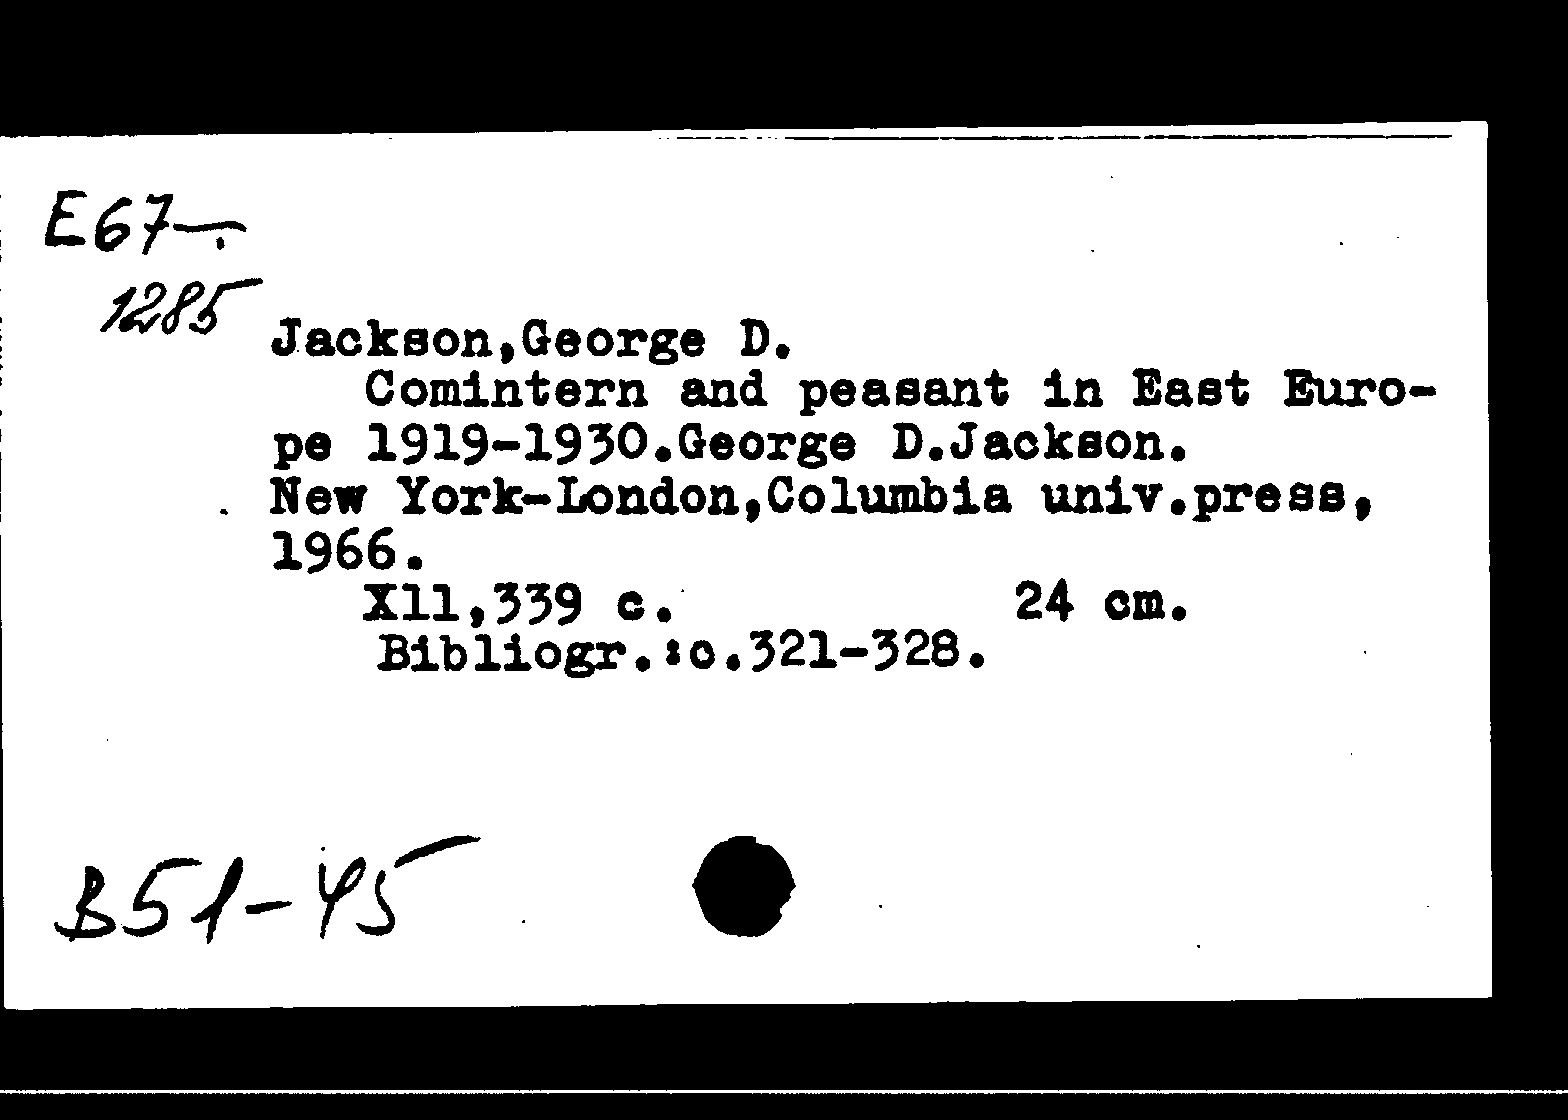 E67-
1285
Jackson,George D.
Comintern and peasant in East Euro-
pe 1919-1930.George D.Jackson.
New York-London,Columbia univ.press,
1966.
X11,339 c. 24 cm.
Bibliogr.:c.321-328.
B51-45